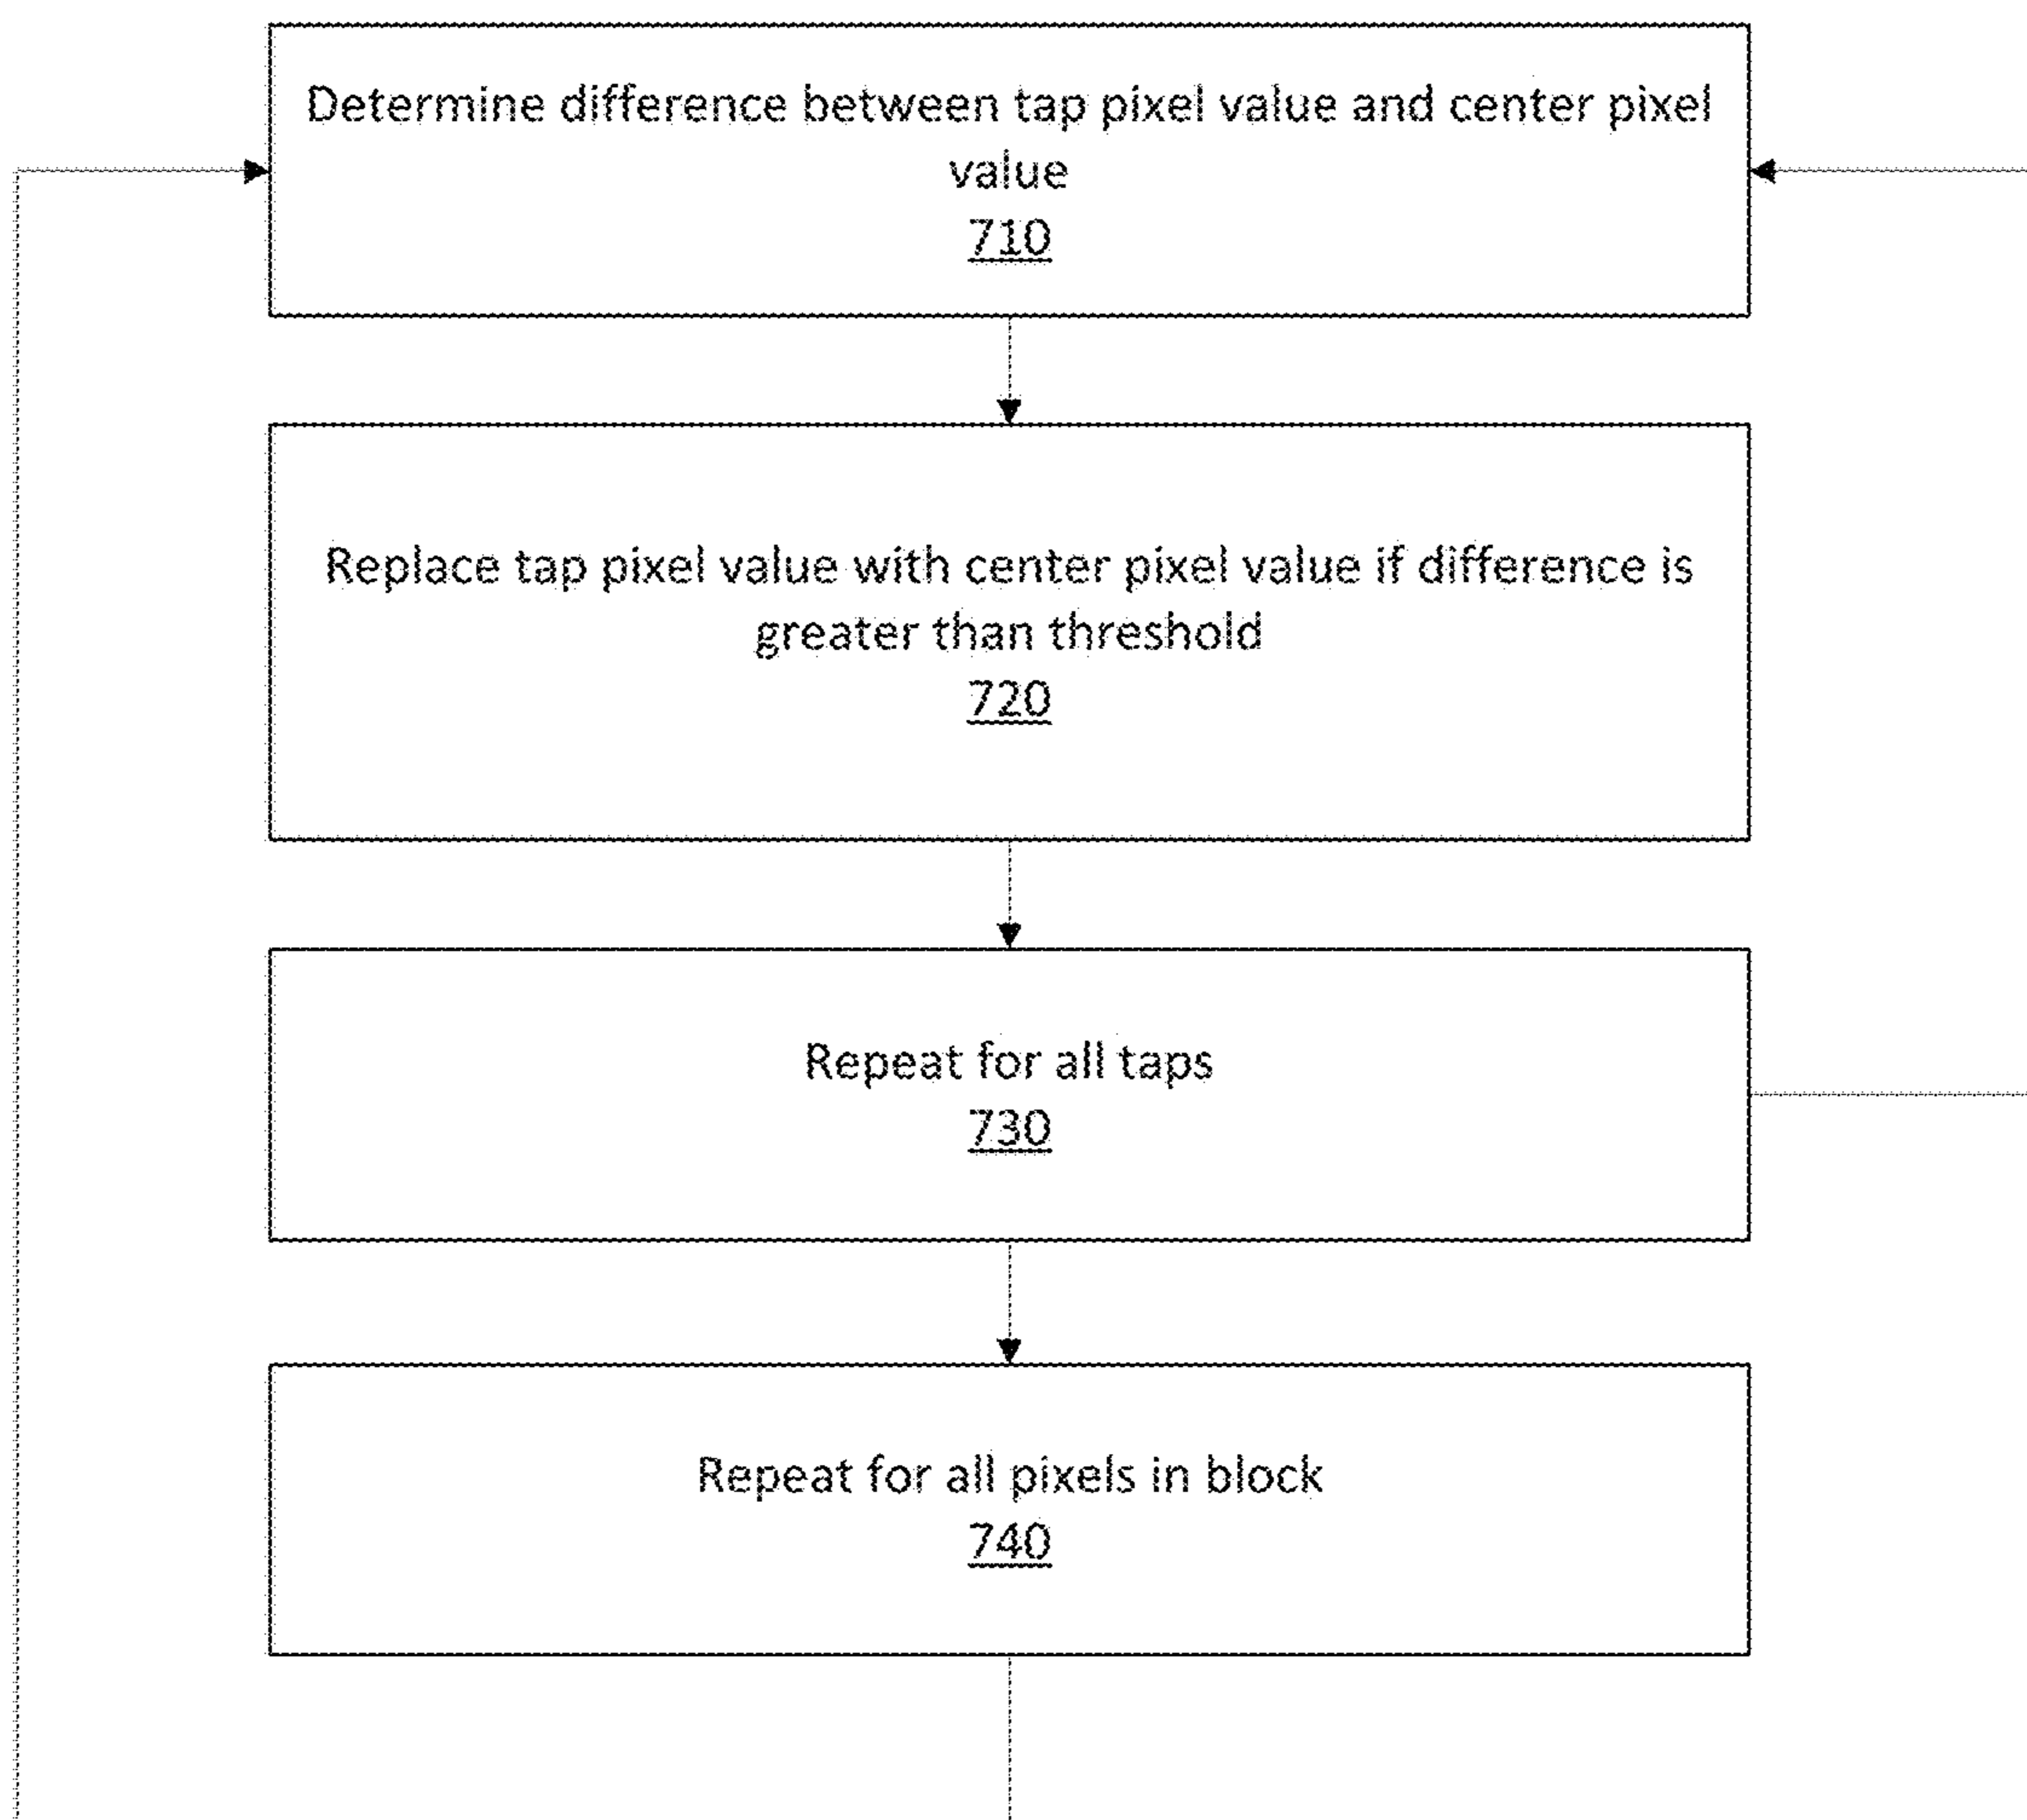 Determine difference between tap pixel value and center pixel
value
710
Replace tap pixel value with center pixel value if difference is
greater than threshold
720
Repeat for all taps
730
Repeat for all pixels in block
740